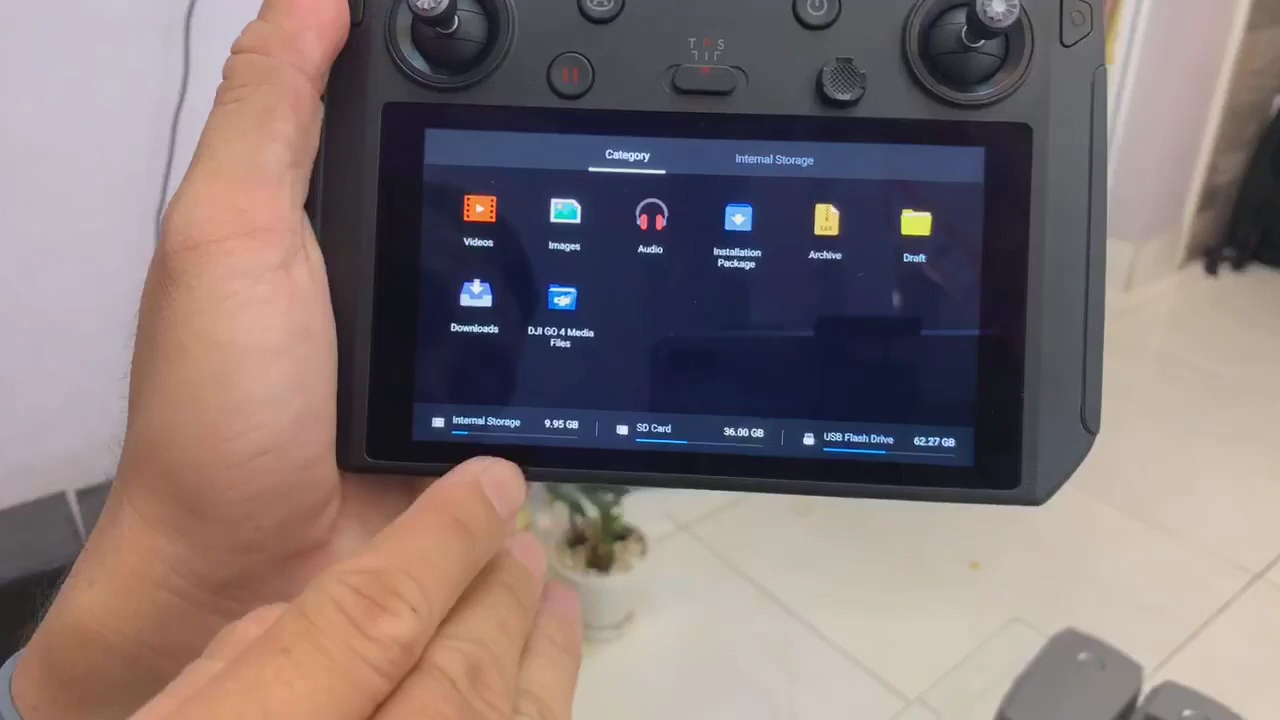 T P S
Category
Internal Storage
Videos
Images
Audio
Installation
Package
Archive
Draft
Downloads
DJI GO 4 Media
Files
Internal Storage 9.95 GB
SD Card 36.00 GB
USB Flash Drive 62.27 GB